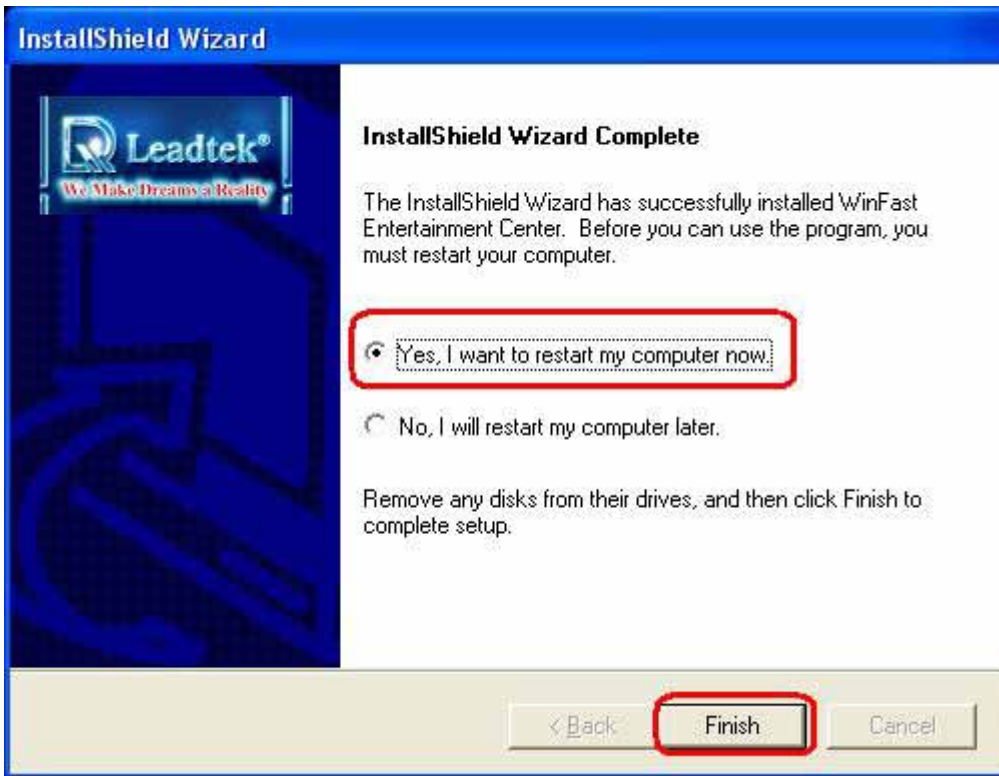 InstallShield Wizard
Leadtek®
We Make Dreams a Reality
InstallShield Wizard Complete
The InstallShield Wizard has successfully installed WinFast
Entertainment Center.  Before you can use the program, you
must restart your computer.
Yes, I want to restart my computer now.
No, I will restart my computer later.
Remove any disks from their drives, and then click Finish to
complete setup.
< Back
Finish
Cancel